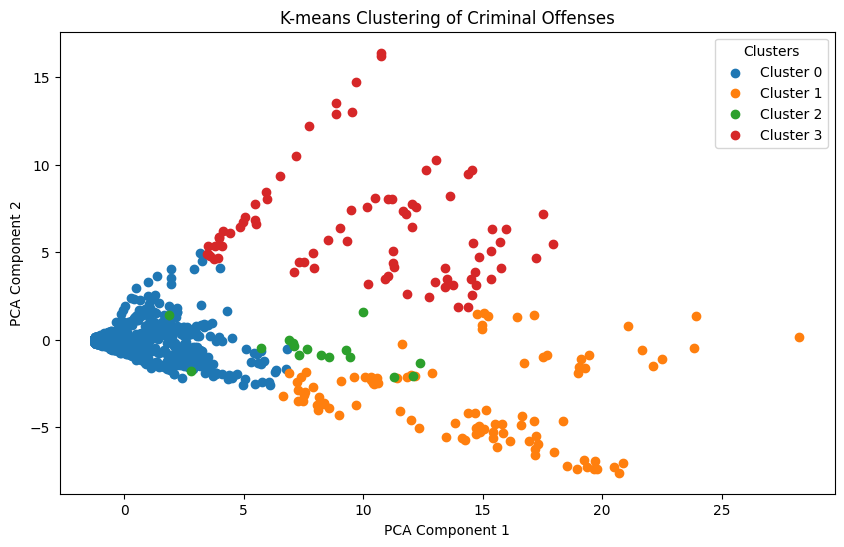 K-means Clustering of Criminal Offenses
Clusters
Cluster 0
Cluster 1
Cluster 2
Cluster 3
PCA Component 2
15
10
5
0
−5
0
5
10
15
20
25
PCA Component 1